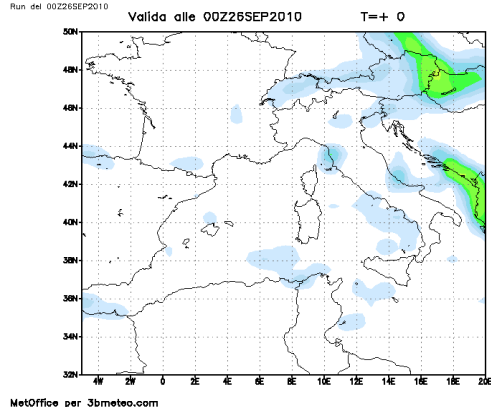 Run del 00Z26SEP2010
Valida alle 00Z26SEP2010 T=+ 0
50N
48N
46N
44N
42N
40N
38N
36N
34N
32N
4W 2W 0 2E 4E 6E 8E 10E 12E 14E 16E 18E 20E
MetOffice per 3bmeteo.com